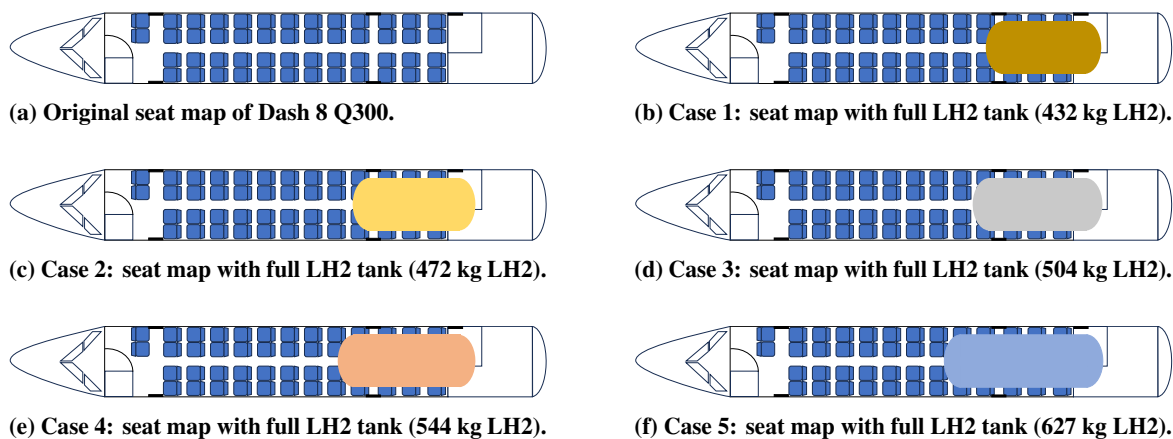 (a) Original seat map of Dash 8 Q300.
(b) Case 1: seat map with full LH2 tank (432 kg LH2).
(c) Case 2: seat map with full LH2 tank (472 kg LH2).
(d) Case 3: seat map with full LH2 tank (504 kg LH2).
(e) Case 4: seat map with full LH2 tank (544 kg LH2).
(f) Case 5: seat map with full LH2 tank (627 kg LH2).